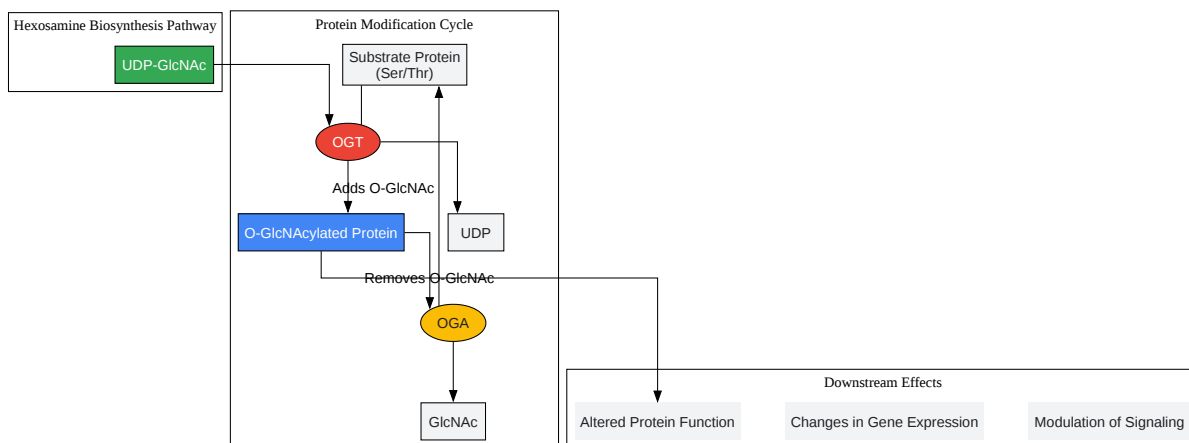 Hexosamine Biosynthesis Pathway
UDP-GlcNAc
Protein Modification Cycle
Substrate Protein
(Ser/Thr)
OGT
Adds O-GlcNAc
O-GlcNAcylated Protein
UDP
Removes O-GlcNAc
OGA
GlcNAc
Downstream Effects
Altered Protein Function
Changes in Gene Expression
Modulation of Signaling